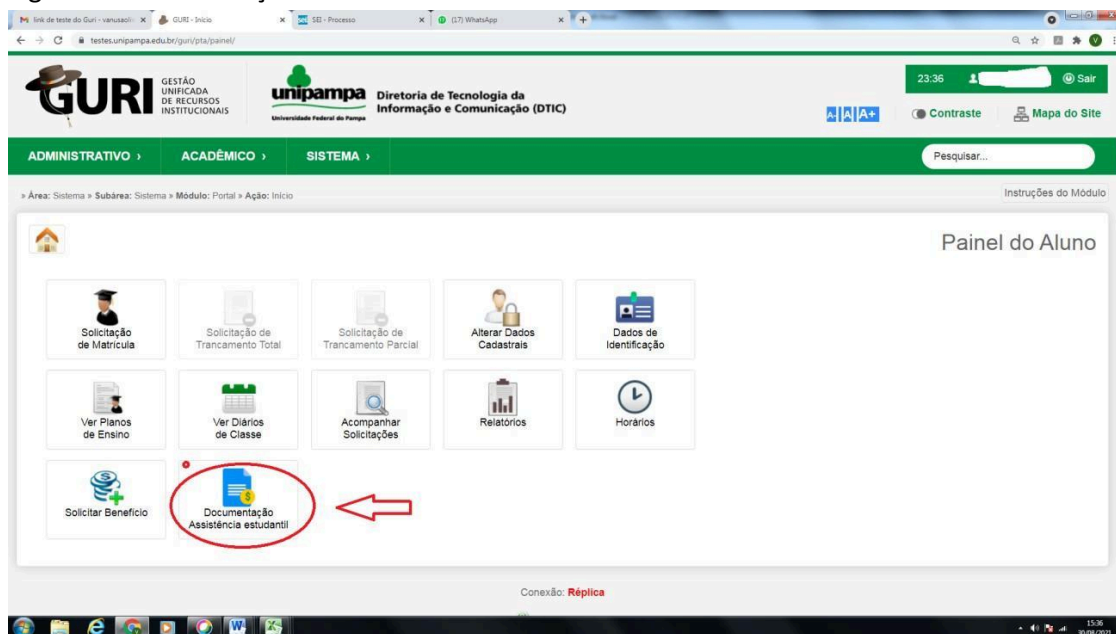 link de teste do Guri - vanusaoli
GURI - Início
SEI - Processo
(17) WhatsApp
testes.unipampa.edu.br/guri/pta/painel/
GURI
GESTÃO
UNIFICADA
DE RECURSOS
INSTITUCIONAIS
unipampa
Universidade Federal do Pampa
Diretoria de Tecnologia da
Informação e Comunicação (DTIC)
23:36
Sair
A- A A+
Contraste
Mapa do Site
ADMINISTRATIVO › ACADÊMICO › SISTEMA ›
Pesquisar...
» Área: Sistema » Subárea: Sistema » Módulo: Portal » Ação: Início
Instruções do Módulo
Painel do Aluno
Solicitação
de Matrícula
Solicitação de
Trancamento Total
Solicitação de
Trancamento Parcial
Alterar Dados
Cadastrais
Dados de
Identificação
Ver Planos
de Ensino
Ver Diários
de Classe
Acompanhar
Solicitações
Relatórios
Horários
Solicitar Benefício
Documentação
Assistência estudantil
Conexão: Réplica
15:36
30/08/2021